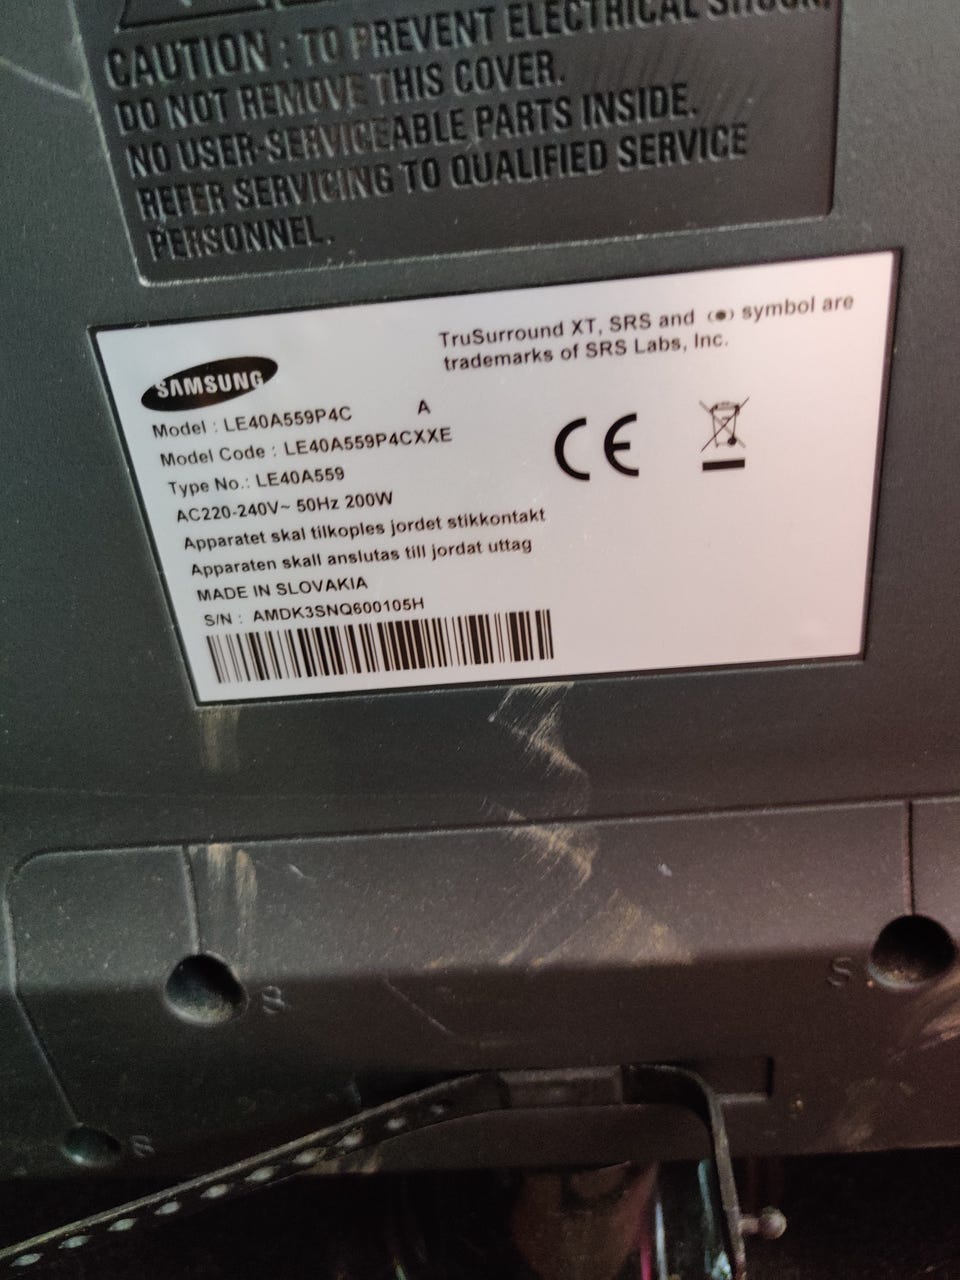 CAUTION : TO PREVENT ELECTRICAL SHOCK,
DO NOT REMOVE THIS COVER.
NO USER-SERVICEABLE PARTS INSIDE.
REFER SERVICING TO QUALIFIED SERVICE
PERSONNEL.
TruSurround XT, SRS and (●) symbol are
trademarks of SRS Labs, Inc.
SAMSUNG
Model : LE40A559P4C A
Model Code : LE40A559P4CXXE
Type No.: LE40A559
AC220-240V~ 50Hz 200W
Apparatet skal tilkoples jordet stikkontakt
Apparaten skall anslutas till jordat uttag
MADE IN SLOVAKIA
S/N : AMDK3SNQ600105H
CE
S
S
S